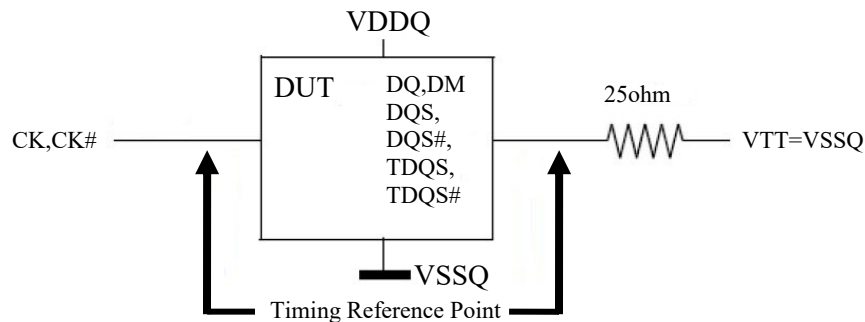 VDDQ
DUT
DQ,DM
DQS,
DQS#,
TDQS,
TDQS#
25ohm
CK,CK#
VTT=VSSQ
VSSQ
Timing Reference Point